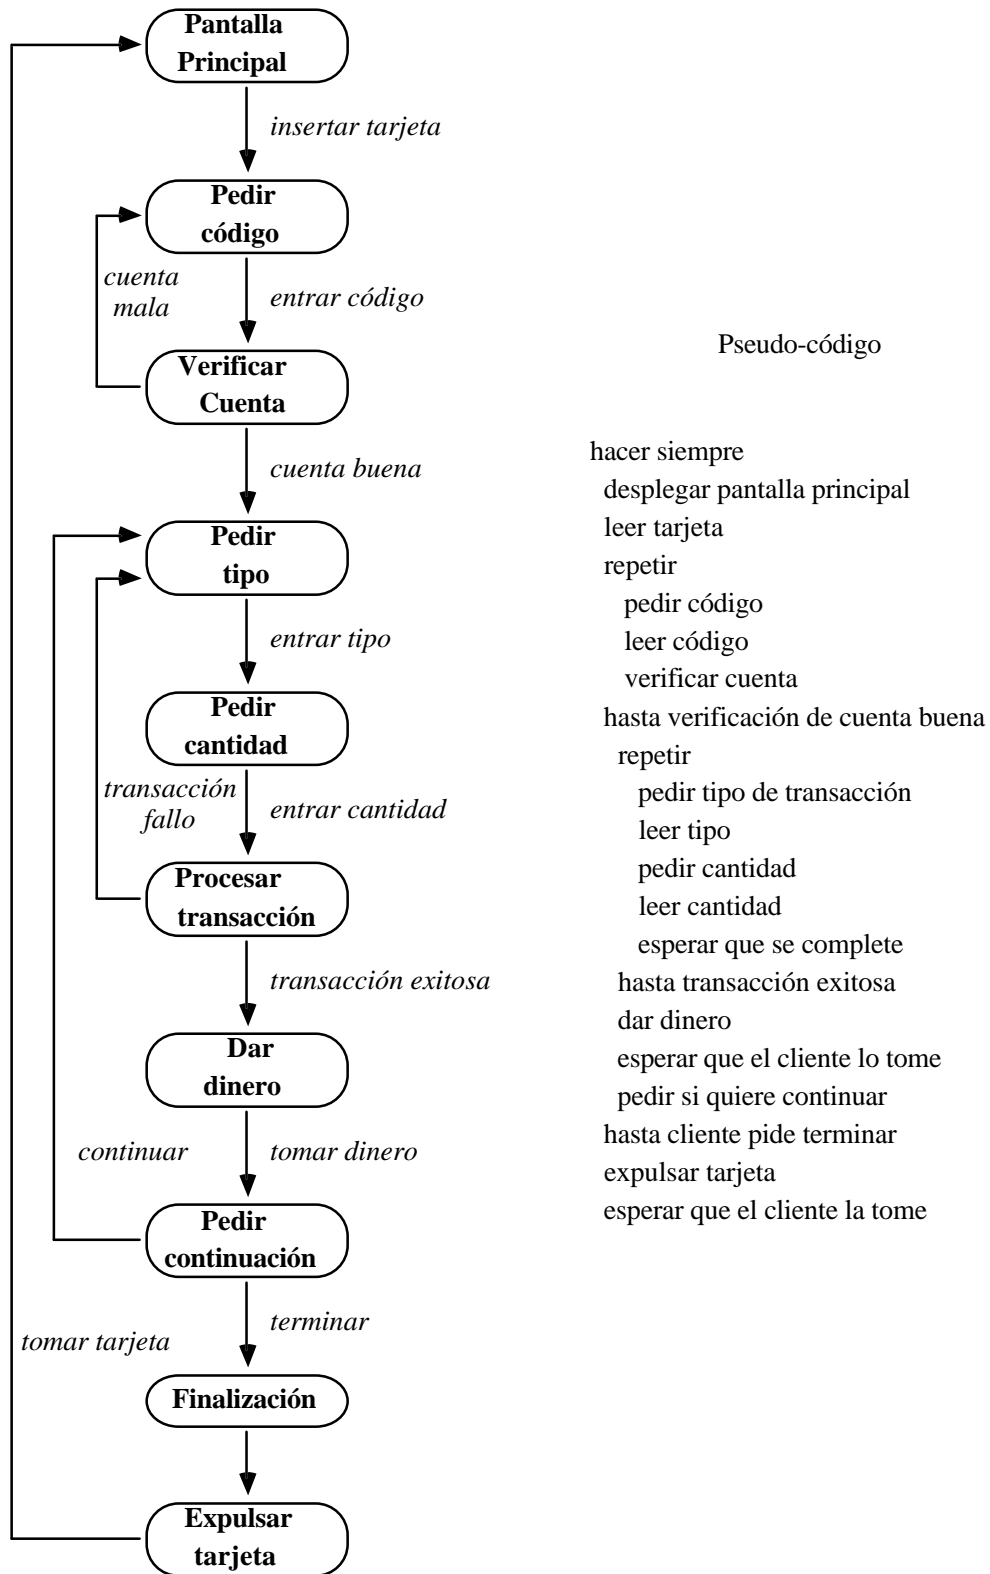 Pantalla
Principal
insertar tarjeta
Pedir
código
cuenta
mala
entrar código
Verificar
Cuenta
cuenta buena
Pedir
tipo
entrar tipo
Pedir
cantidad
transacción
fallo
entrar cantidad
Procesar
transacción
transacción exitosa
Dar
dinero
continuar
tomar dinero
Pedir
continuación
terminar
tomar tarjeta
Finalización
Expulsar
tarjeta
Pseudo-código
hacer siempre
desplegar pantalla principal
leer tarjeta
repetir
pedir código
leer código
verificar cuenta
hasta verificación de cuenta buena
repetir
pedir tipo de transacción
leer tipo
pedir cantidad
leer cantidad
esperar que se complete
hasta transacción exitosa
dar dinero
esperar que el cliente lo tome
pedir si quiere continuar
hasta cliente pide terminar
expulsar tarjeta
esperar que el cliente la tome